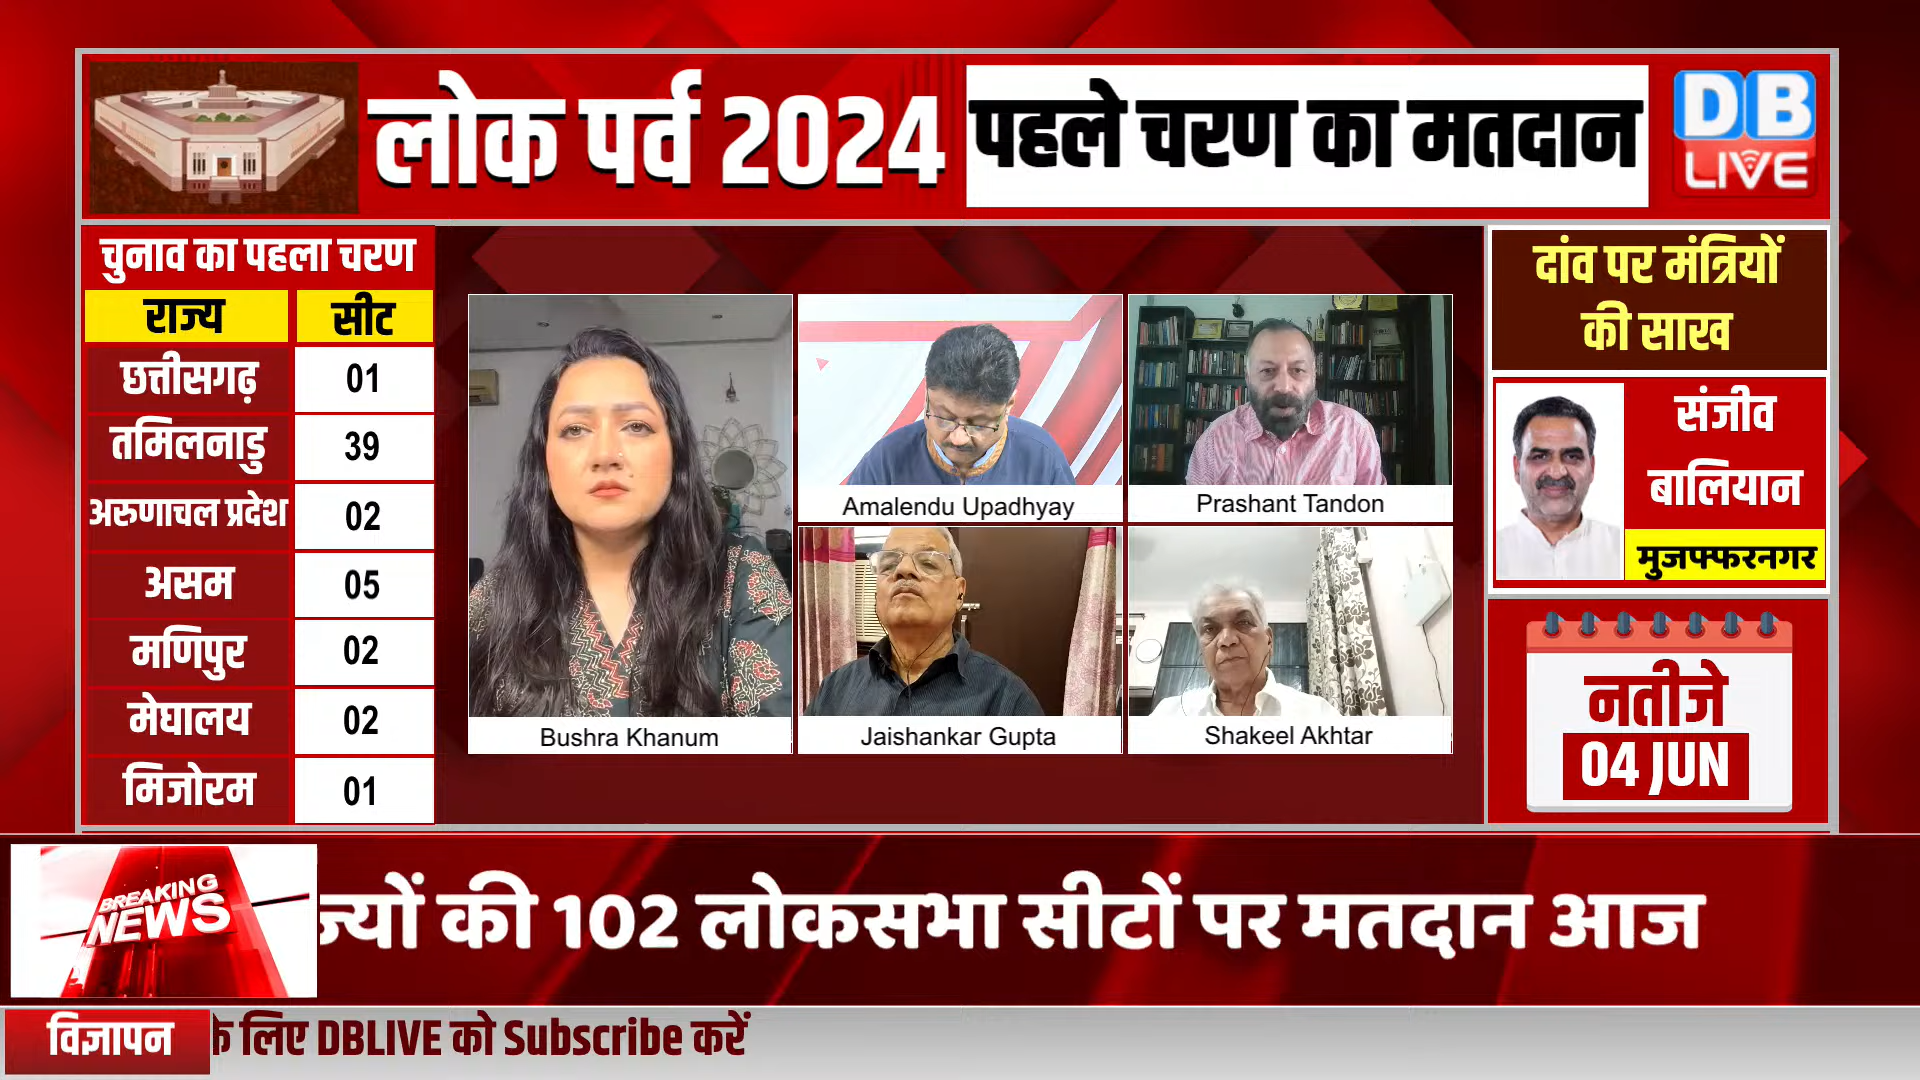 लोक पर्व 2024
पहले चरण का मतदान
DB
LIVE
चुनाव का पहला चरण
राज्य सीट
छत्तीसगढ़ 01
तमिलनाडु 39
अरुणाचल प्रदेश 02
असम 05
मणिपुर 02
मेघालय 02
मिजोरम 01
Amalendu Upadhyay
Prashant Tandon
Bushra Khanum
Jaishankar Gupta
Shakeel Akhtar
दांव पर मंत्रियों
की साख
संजीव
बालियान
मुजफ्फरनगर
नतीजे
04 JUN
BREAKING
NEWS
ज्यों की 102 लोकसभा सीटों पर मतदान आज
विज्ञापन
के लिए DBLIVE को Subscribe करें